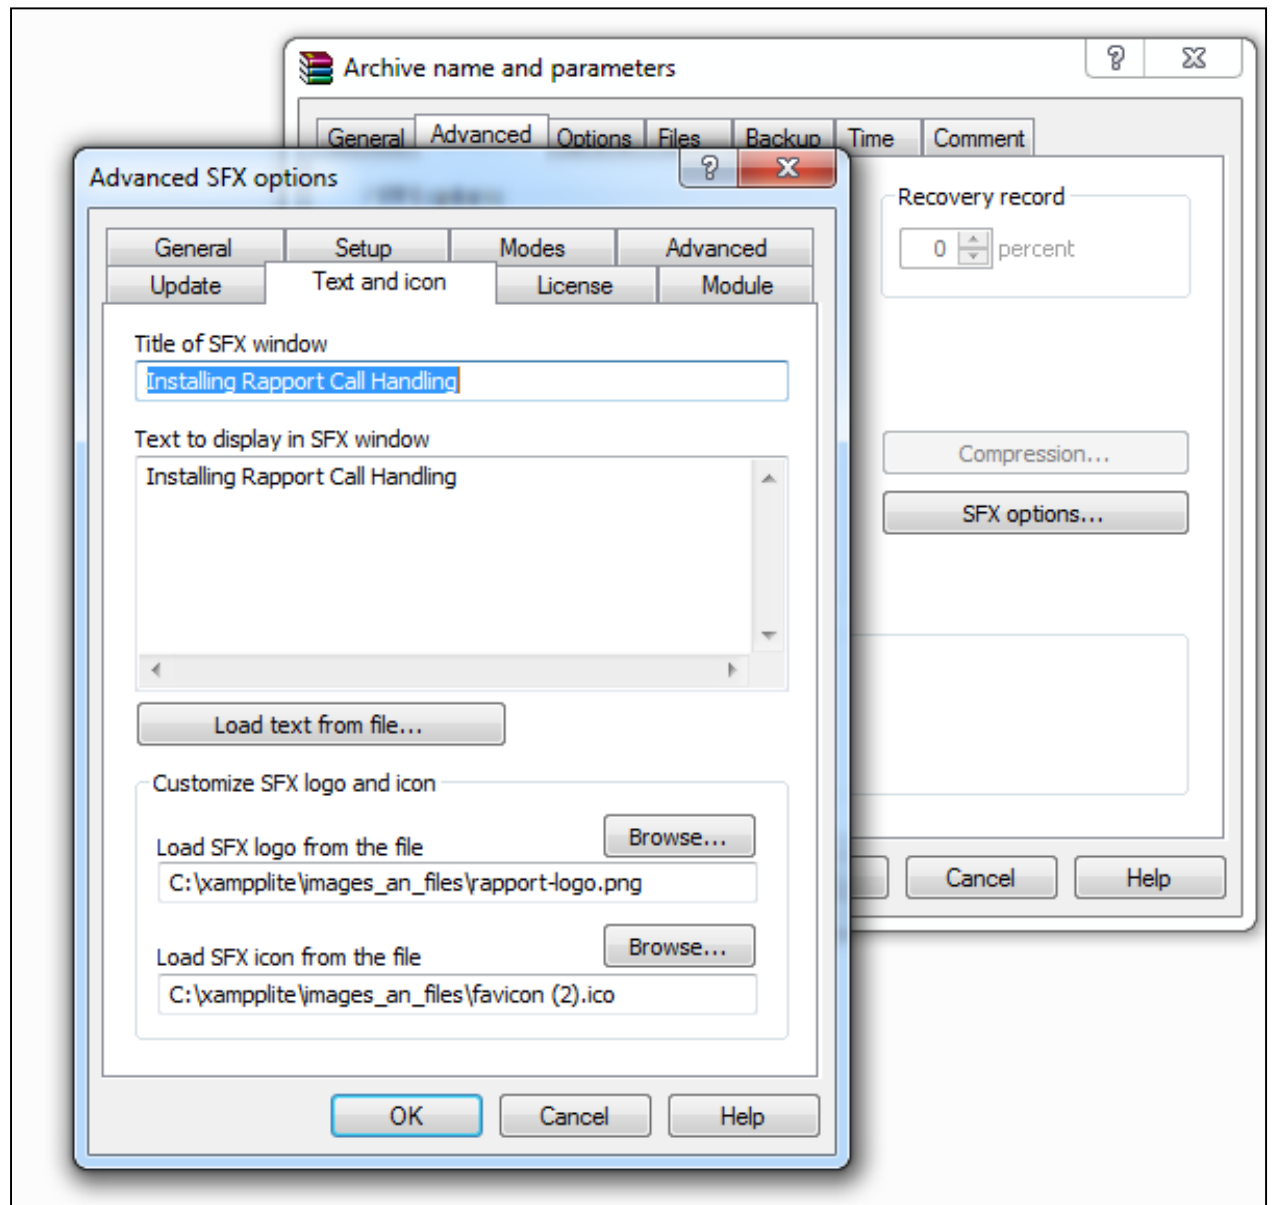 Archive name and parameters
General Advanced Options Files Backup Time Comment
Advanced SFX options
Recovery record
0 percent
General Setup Modes Advanced
Update Text and icon License Module
Title of SFX window
Installing Rapport Call Handling
Text to display in SFX window
Installing Rapport Call Handling
Compression...
SFX options...
Load text from file...
Customize SFX logo and icon
Load SFX logo from the file
Browse...
C:\xampplite\images_an_files\rapport-logo.png
Load SFX icon from the file
Browse...
C:\xampplite\images_an_files\favicon (2).ico
Cancel Help
OK Cancel Help